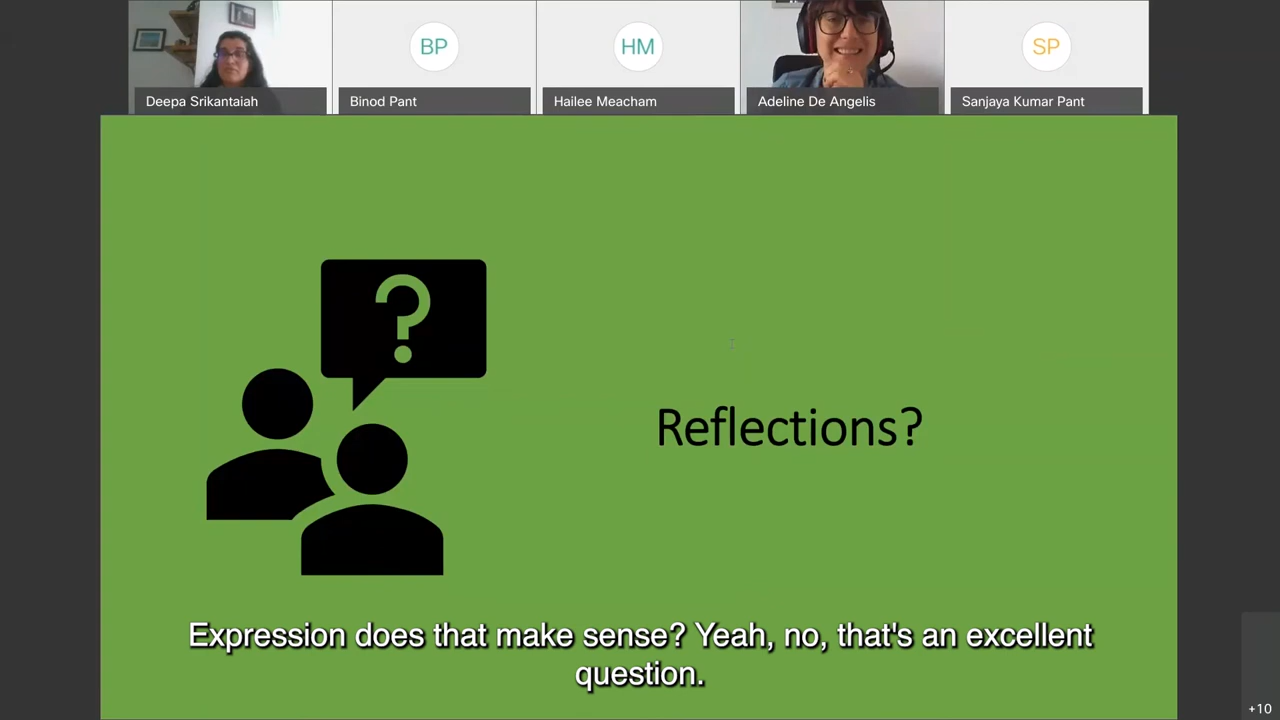 BP
HM
SP
Deepa Srikantaiah
Binod Pant
Hailee Meacham
Adeline De Angelis
Sanjaya Kumar Pant
?
Reflections?
Expression does that make sense? Yeah, no, that's an excellent
question.
+10